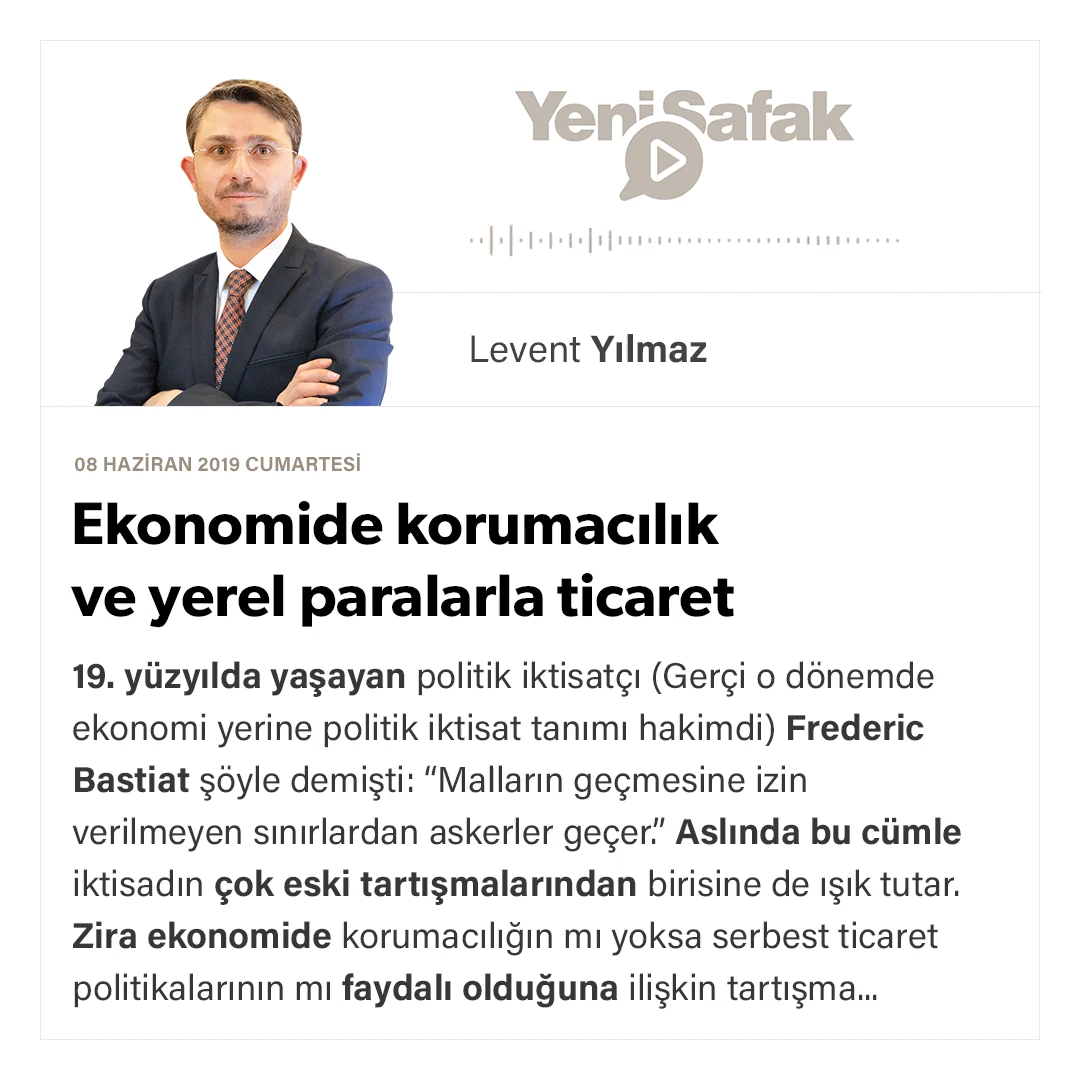 Yeni Şafak
Levent Yılmaz
08 HAZİRAN 2019 CUMARTESİ
Ekonomide korumacılık
ve yerel paralarla ticaret
19. yüzyılda yaşayan politik iktisatçı (Gerçi o dönemde
ekonomi yerine politik iktisat tanımı hakimdi) Frederic
Bastiat şöyle demişti: “Malların geçmesine izin
verilmeyen sınırlardan askerler geçer.” Aslında bu cümle
iktisadın çok eski tartışmalarından birisine de ışık tutar.
Zira ekonomide korumacılığın mı yoksa serbest ticaret
politikalarının mı faydalı olduğuna ilişkin tartışma...